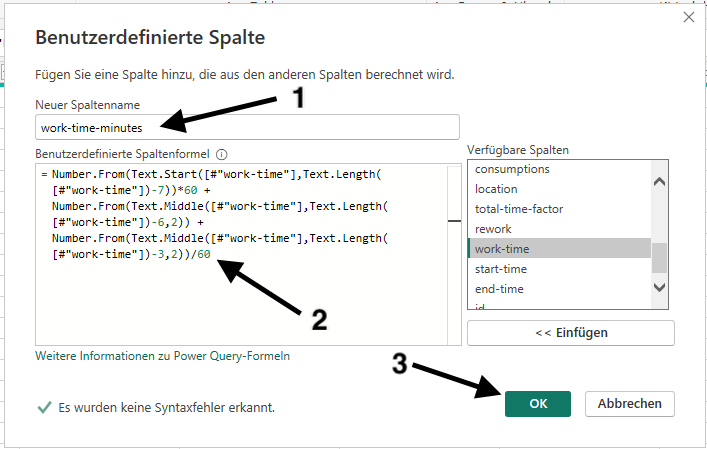 Benutzerdefinierte Spalte
Fügen Sie eine Spalte hinzu, die aus den anderen Spalten berechnet wird.
1
Neuer Spaltenname
work-time-minutes
Benutzerdefinierte Spaltenformel
= Number.From(Text.Start([#"work-time"],Text.Length(
[#"work-time"])-7))*60 +
Number.From(Text.Middle([#"work-time"],Text.Length(
[#"work-time"])-6,2)) +
Number.From(Text.Middle([#"work-time"],Text.Length(
[#"work-time"])-3,2))/60
2
Verfügbare Spalten
consumptions
location
total-time-factor
rework
work-time
start-time
end-time
<< Einfügen
Weitere Informationen zu Power Query-Formeln
3
Es wurden keine Syntaxfehler erkannt.
OK
Abbrechen